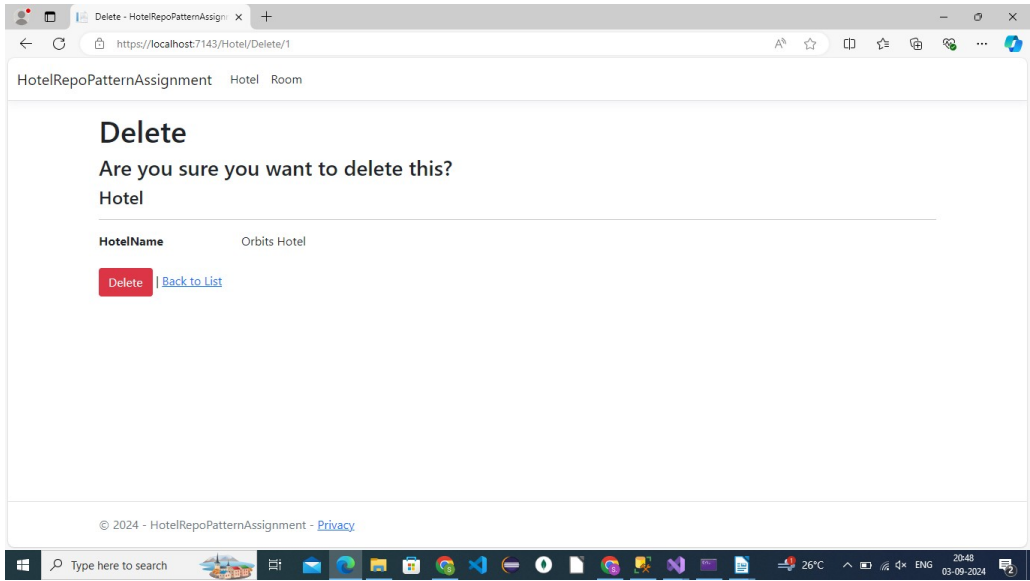 Delete - HotelRepoPatternAssignm
https://localhost:7143/Hotel/Delete/1
HotelRepoPatternAssignment Hotel Room
Delete
Are you sure you want to delete this?
Hotel
HotelName Orbits Hotel
Delete | Back to List
© 2024 - HotelRepoPatternAssignment - Privacy
Type here to search 26°C ENG 20:48
03-09-2024 2